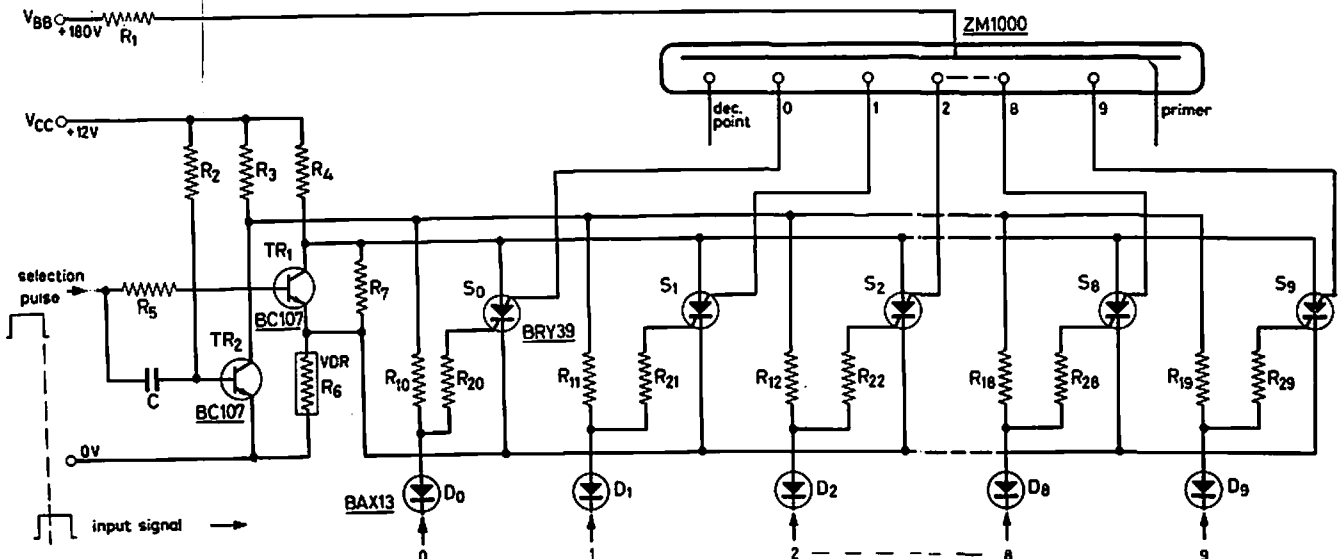 VBB +180V
R1
ZM1000
dec. point
0
1
2
8
9
primer
VCC +12V
R2
R3
R4
TR1
selection pulse
R5
BC107
TR2
VDR
R6
R7
S0
BRY39
S1
S2
S8
S9
C
BC107
R10
R20
R11
R21
R12
R22
R18
R28
R19
R29
0V
BAX13
D0
D1
D2
D8
D9
input signal
0
1
2
8
9